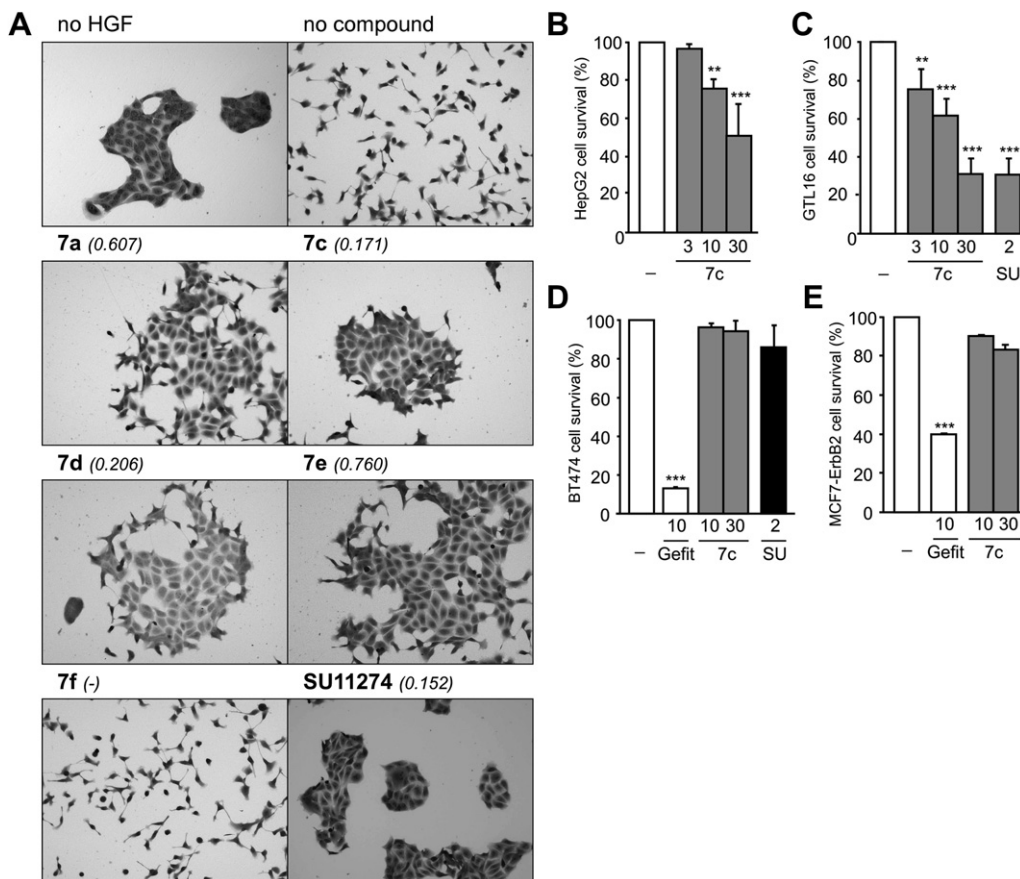 A
no HGF
no compound
7a (0.607)
7c (0.171)
7d (0.206)
7e (0.760)
7f (-)
SU11274 (0.152)
B
HepG2 cell survival (%)
100
80
60
40
20
0
3 10 30
– 7c
**
***
C
GTL16 cell survival (%)
100
80
60
40
20
0
**
***
***
***
3 10 30 2
– 7c SU
D
BT474 cell survival (%)
100
80
60
40
20
0
***
10 10 30 2
– Gefit 7c SU
E
MCF7-ErbB2 cell survival (%)
100
80
60
40
20
0
***
10 10 30
– Gefit 7c